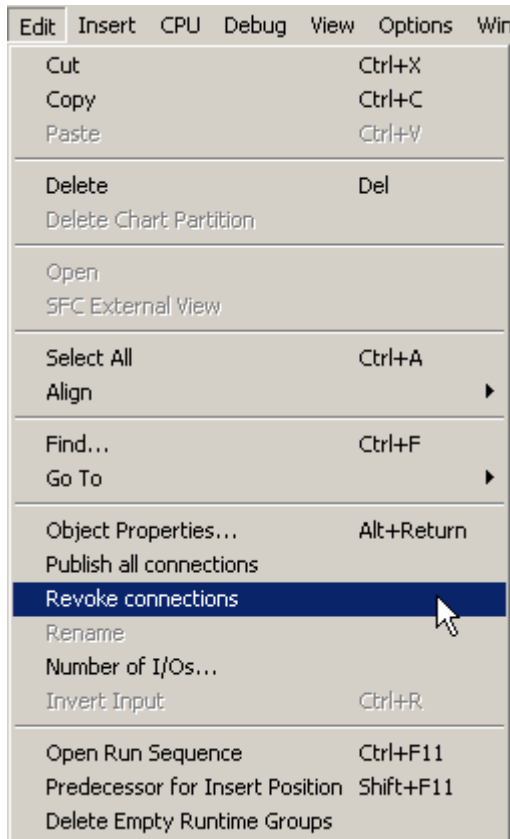 Edit Insert CPU Debug View Options Win
Cut Ctrl+X
Copy Ctrl+C
Paste Ctrl+V
Delete Del
Delete Chart Partition
Open
SFC External View
Select All Ctrl+A
Align
Find... Ctrl+F
Go To
Object Properties... Alt+Return
Publish all connections
Revoke connections
Rename
Number of I/Os...
Invert Input Ctrl+R
Open Run Sequence Ctrl+F11
Predecessor for Insert Position Shift+F11
Delete Empty Runtime Groups